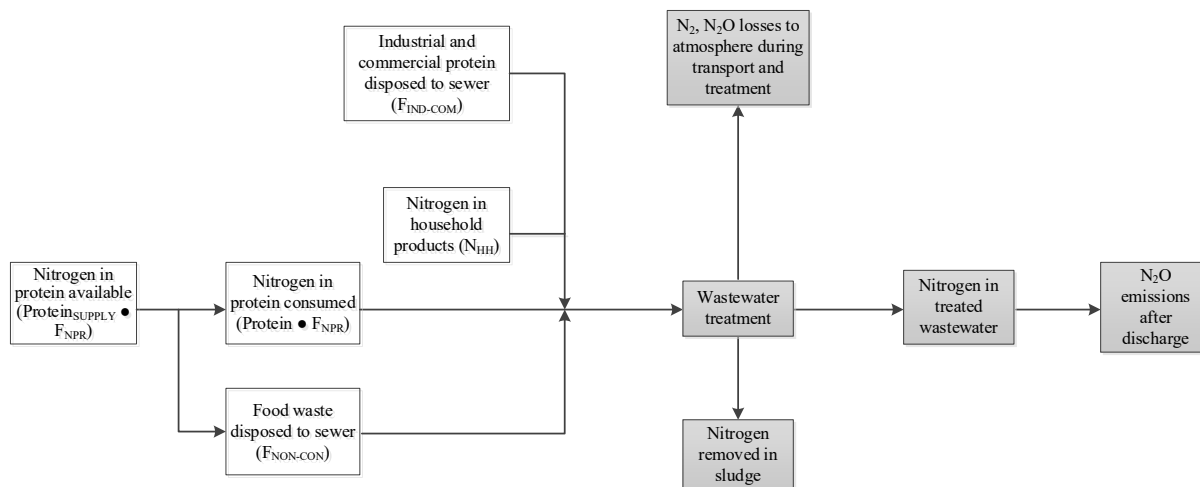 Industrial and
commercial protein
disposed to sewer
(F_IND-COM)
N₂, N₂O losses to
atmosphere during
transport and
treatment
Nitrogen in
household
products (N_HH)
Nitrogen in
protein available
(Protein_SUPPLY ●
F_NPR)
Nitrogen in
protein consumed
(Protein ● F_NPR)
Wastewater
treatment
Nitrogen in
treated
wastewater
N₂O
emissions
after
discharge
Food waste
disposed to sewer
(F_NON-CON)
Nitrogen
removed in
sludge